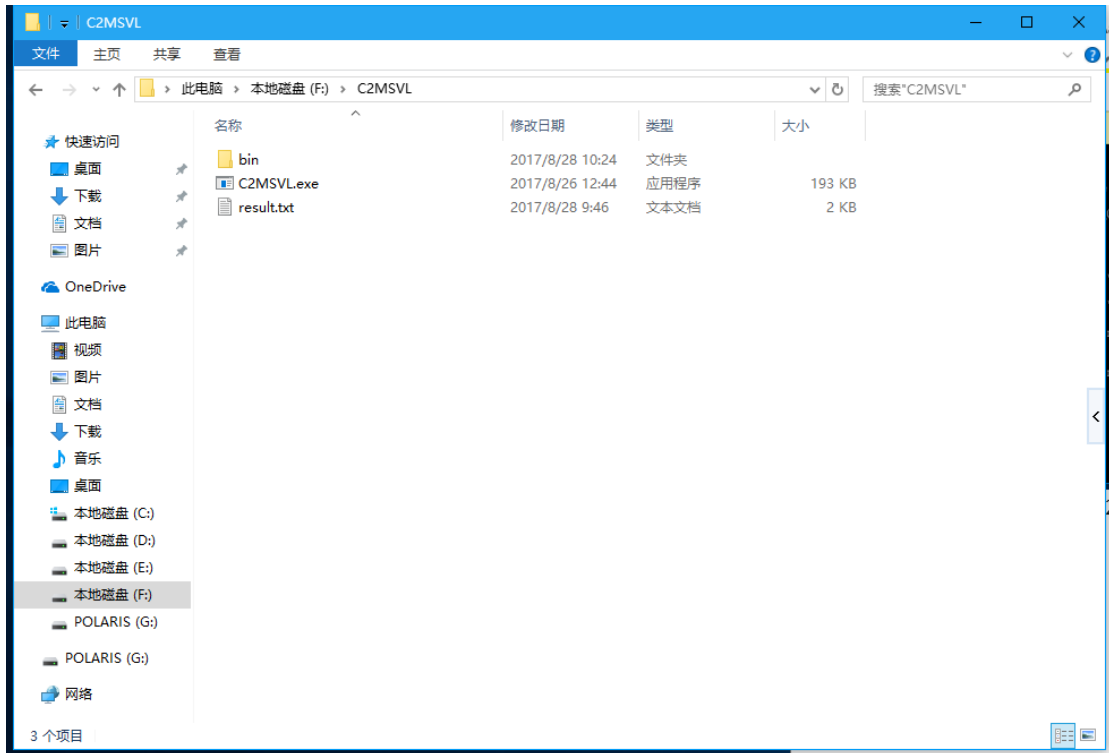 C2MSVL
文件 主页 共享 查看
此电脑 › 本地磁盘 (F:) › C2MSVL 搜索"C2MSVL"
名称 修改日期 类型 大小
bin 2017/8/28 10:24 文件夹
C2MSVL.exe 2017/8/26 12:44 应用程序 193 KB
result.txt 2017/8/28 9:46 文本文档 2 KB
快速访问
桌面
下载
文档
图片
OneDrive
此电脑
视频
图片
文档
下载
音乐
桌面
本地磁盘 (C:)
本地磁盘 (D:)
本地磁盘 (E:)
本地磁盘 (F:)
POLARIS (G:)
POLARIS (G:)
网络
3 个项目